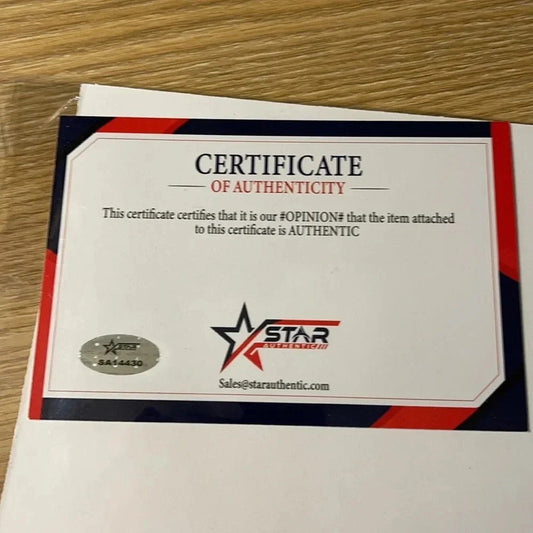 CERTIFICATE
OF AUTHENTICITY
This certificate certifies that it is our #OPINION# that the item attached
to this certificate is AUTHENTIC
STAR
AUTHENTIC
STAR
SA14430
Sales@starauthentic.com